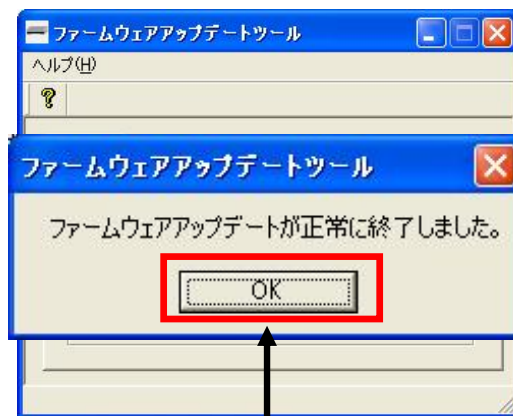 ファームウェアアップデートツール
ヘルプ(H)
ファームウェアアップデートツール
ファームウェアアップデートが正常に終了しました。
OK